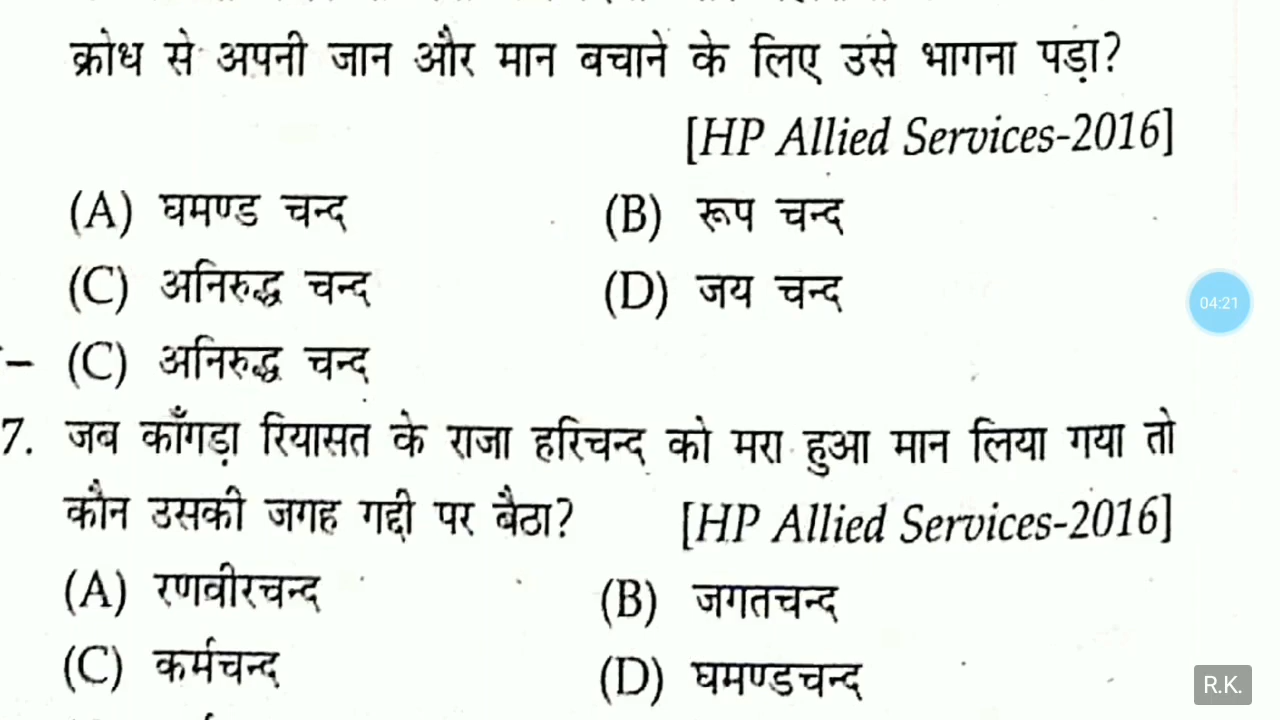 क्रोध से अपनी जान और मान बचाने के लिए उसे भागना पड़ा?
[HP Allied Services-2016]
(A) घमण्ड चन्द (B) रूप चन्द
(C) अनिरुद्ध चन्द (D) जय चन्द
– (C) अनिरुद्ध चन्द
7. जब काँगड़ा रियासत के राजा हरिचन्द को मरा हुआ मान लिया गया तो
कौन उसकी जगह गद्दी पर बैठा? [HP Allied Services-2016]
(A) रणवीरचन्द (B) जगतचन्द
(C) कर्मचन्द (D) घमण्डचन्द
04:21
R.K.